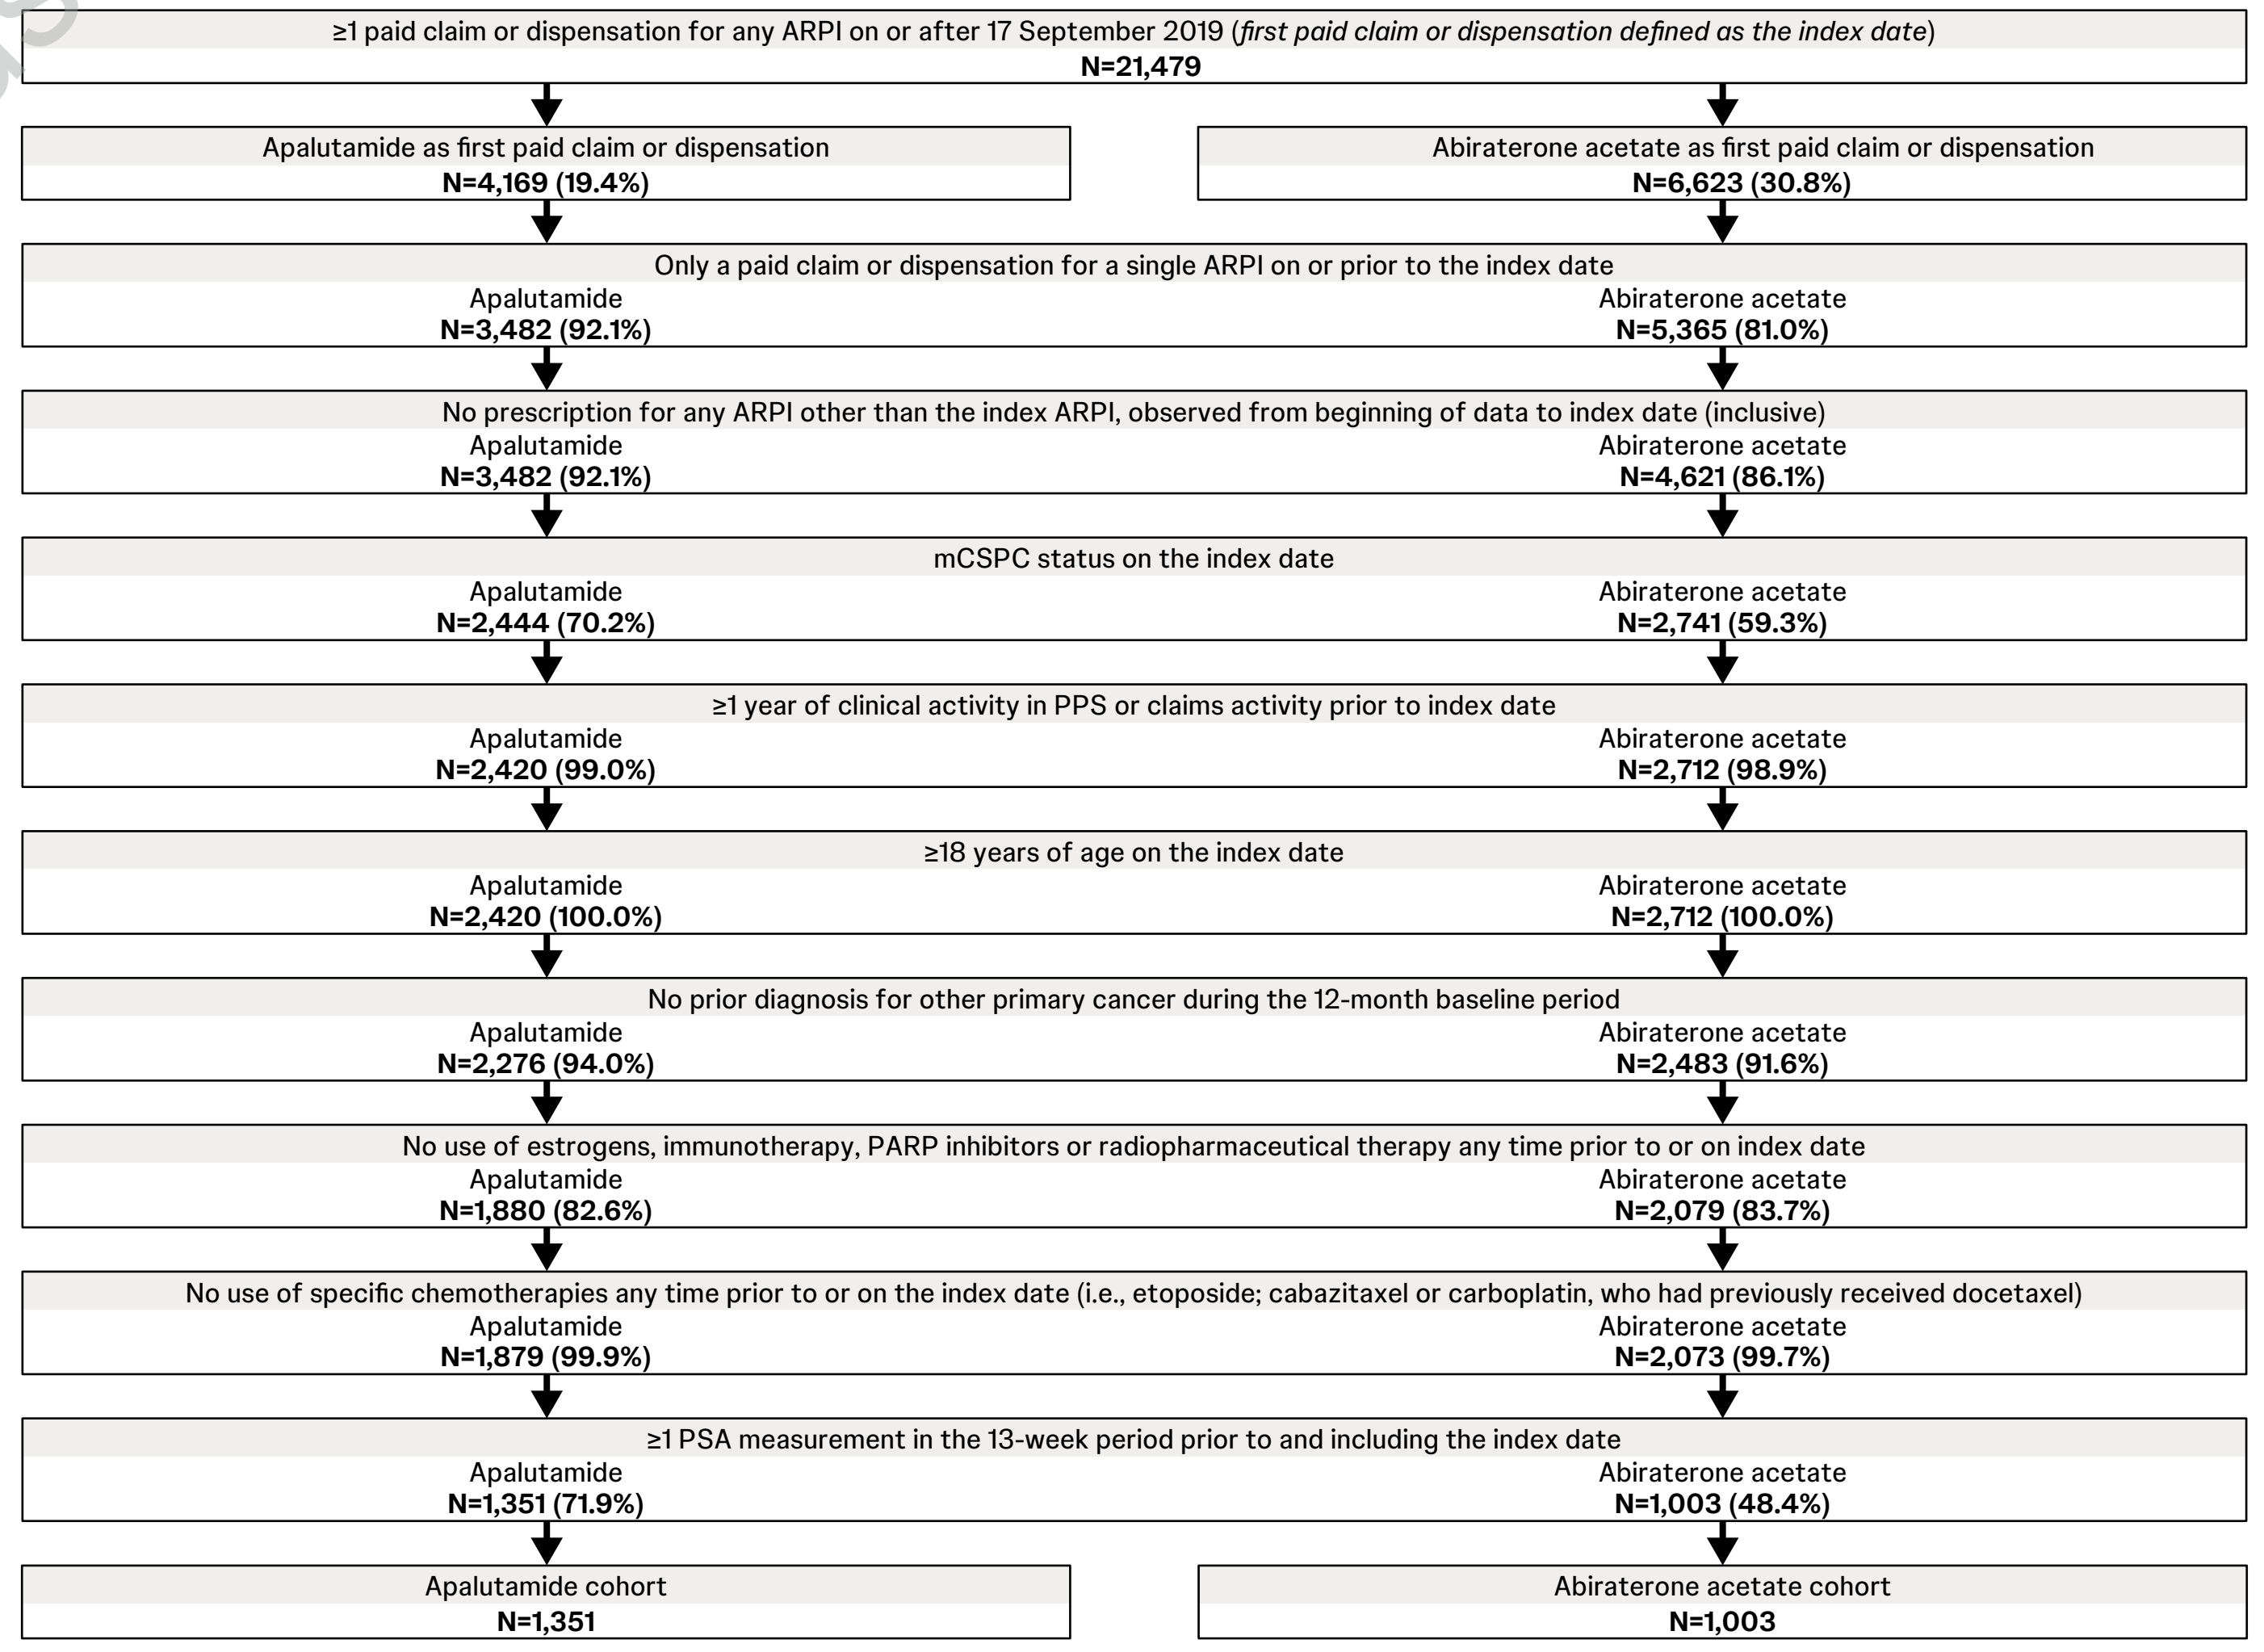 ≥1 paid claim or dispensation for any ARPI on or after 17 September 2019 (first paid claim or dispensation defined as the index date)
N=21,479
Apalutamide as first paid claim or dispensation
N=4,169 (19.4%)
Abiraterone acetate as first paid claim or dispensation
N=6,623 (30.8%)
Only a paid claim or dispensation for a single ARPI on or prior to the index date
Apalutamide
N=3,482 (92.1%)
Abiraterone acetate
N=5,365 (81.0%)
No prescription for any ARPI other than the index ARPI, observed from beginning of data to index date (inclusive)
Apalutamide
N=3,482 (92.1%)
Abiraterone acetate
N=4,621 (86.1%)
mCSPC status on the index date
Apalutamide
N=2,444 (70.2%)
Abiraterone acetate
N=2,741 (59.3%)
≥1 year of clinical activity in PPS or claims activity prior to index date
Apalutamide
N=2,420 (99.0%)
Abiraterone acetate
N=2,712 (98.9%)
≥18 years of age on the index date
Apalutamide
N=2,420 (100.0%)
Abiraterone acetate
N=2,712 (100.0%)
No prior diagnosis for other primary cancer during the 12-month baseline period
Apalutamide
N=2,276 (94.0%)
Abiraterone acetate
N=2,483 (91.6%)
No use of estrogens, immunotherapy, PARP inhibitors or radiopharmaceutical therapy any time prior to or on index date
Apalutamide
N=1,880 (82.6%)
Abiraterone acetate
N=2,079 (83.7%)
No use of specific chemotherapies any time prior to or on the index date (i.e., etoposide; cabazitaxel or carboplatin, who had previously received docetaxel)
Apalutamide
N=1,879 (99.9%)
Abiraterone acetate
N=2,073 (99.7%)
≥1 PSA measurement in the 13-week period prior to and including the index date
Apalutamide
N=1,351 (71.9%)
Abiraterone acetate
N=1,003 (48.4%)
Apalutamide cohort
N=1,351
Abiraterone acetate cohort
N=1,003